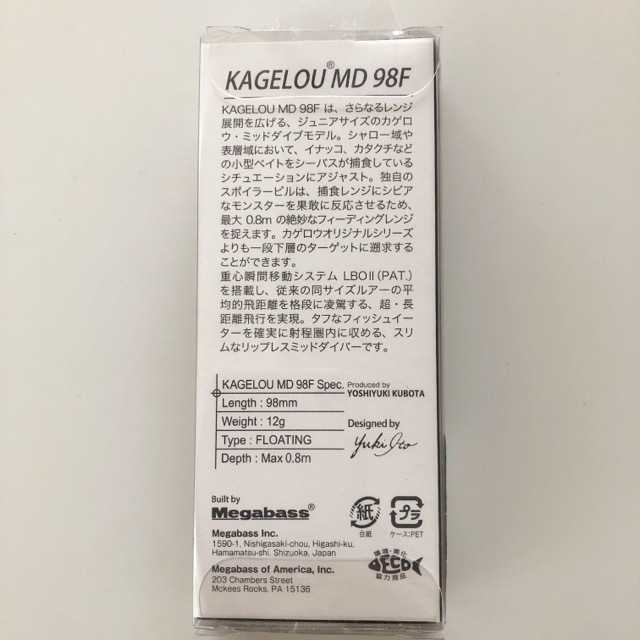 KAGELOU® MD 98F
KAGELOU MD 98F は、さらなるレンジ
展開を広げる、ジュニアサイズのカゲロ
ウ・ミッドダイブモデル。シャロー域や
表層域において、イナッコ、カタクチなど
の小型ベイトをシーバスが捕食している
シチュエーションにアジャスト。独自の
スポイラービルは、捕食レンジにシビア
なモンスターを果敢に反応させるため、
最大 0.8m の絶妙なフィーディングレンジ
を捉えます。カゲロウオリジナルシリーズ
よりも一段下層のターゲットに遡求する
ことができます。
重心瞬間移動システム LBOⅡ(PAT.)
を搭載し、従来の同サイズルアーの平
均的飛距離を格段に凌駕する、超・長
距離飛行を実現。タフなフィッシュイー
ターを確実に射程圏内に収める、スリ
ムなリップレスミッドダイバーです。
KAGELOU MD 98F Spec.
Length : 98mm
Weight : 12g
Type : FLOATING
Depth : Max 0.8m
Produced by
YOSHIYUKI KUBOTA
Designed by
Yuki Ito
Built by
Megabass®
Megabass Inc.
1590-1, Nishigasaki-chou, Higashi-ku,
Hamamatsu-shi. Shizuoka, Japan
Megabass of America, Inc.
203 Chambers Street
Mckees Rocks, PA 15136
紙
台紙
プラ
ケース:PET
環境・美化
ECO
協力商品